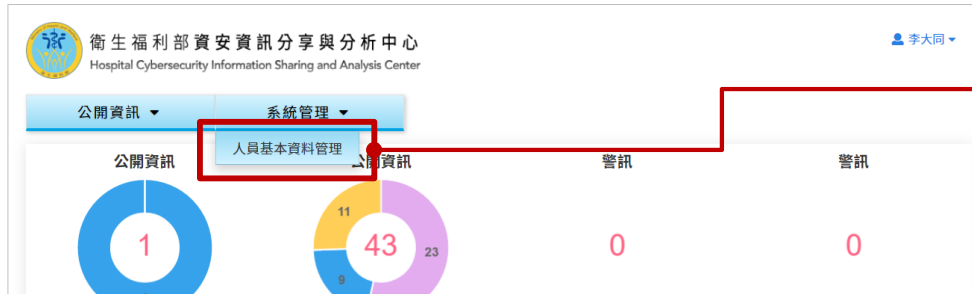 衛生福利部資安資訊分享與分析中心
Hospital Cybersecurity Information Sharing and Analysis Center
李大同
公開資訊
系統管理
人員基本資料管理
公開資訊
公開資訊
警訊
警訊
11
1
43
23
0
0
9